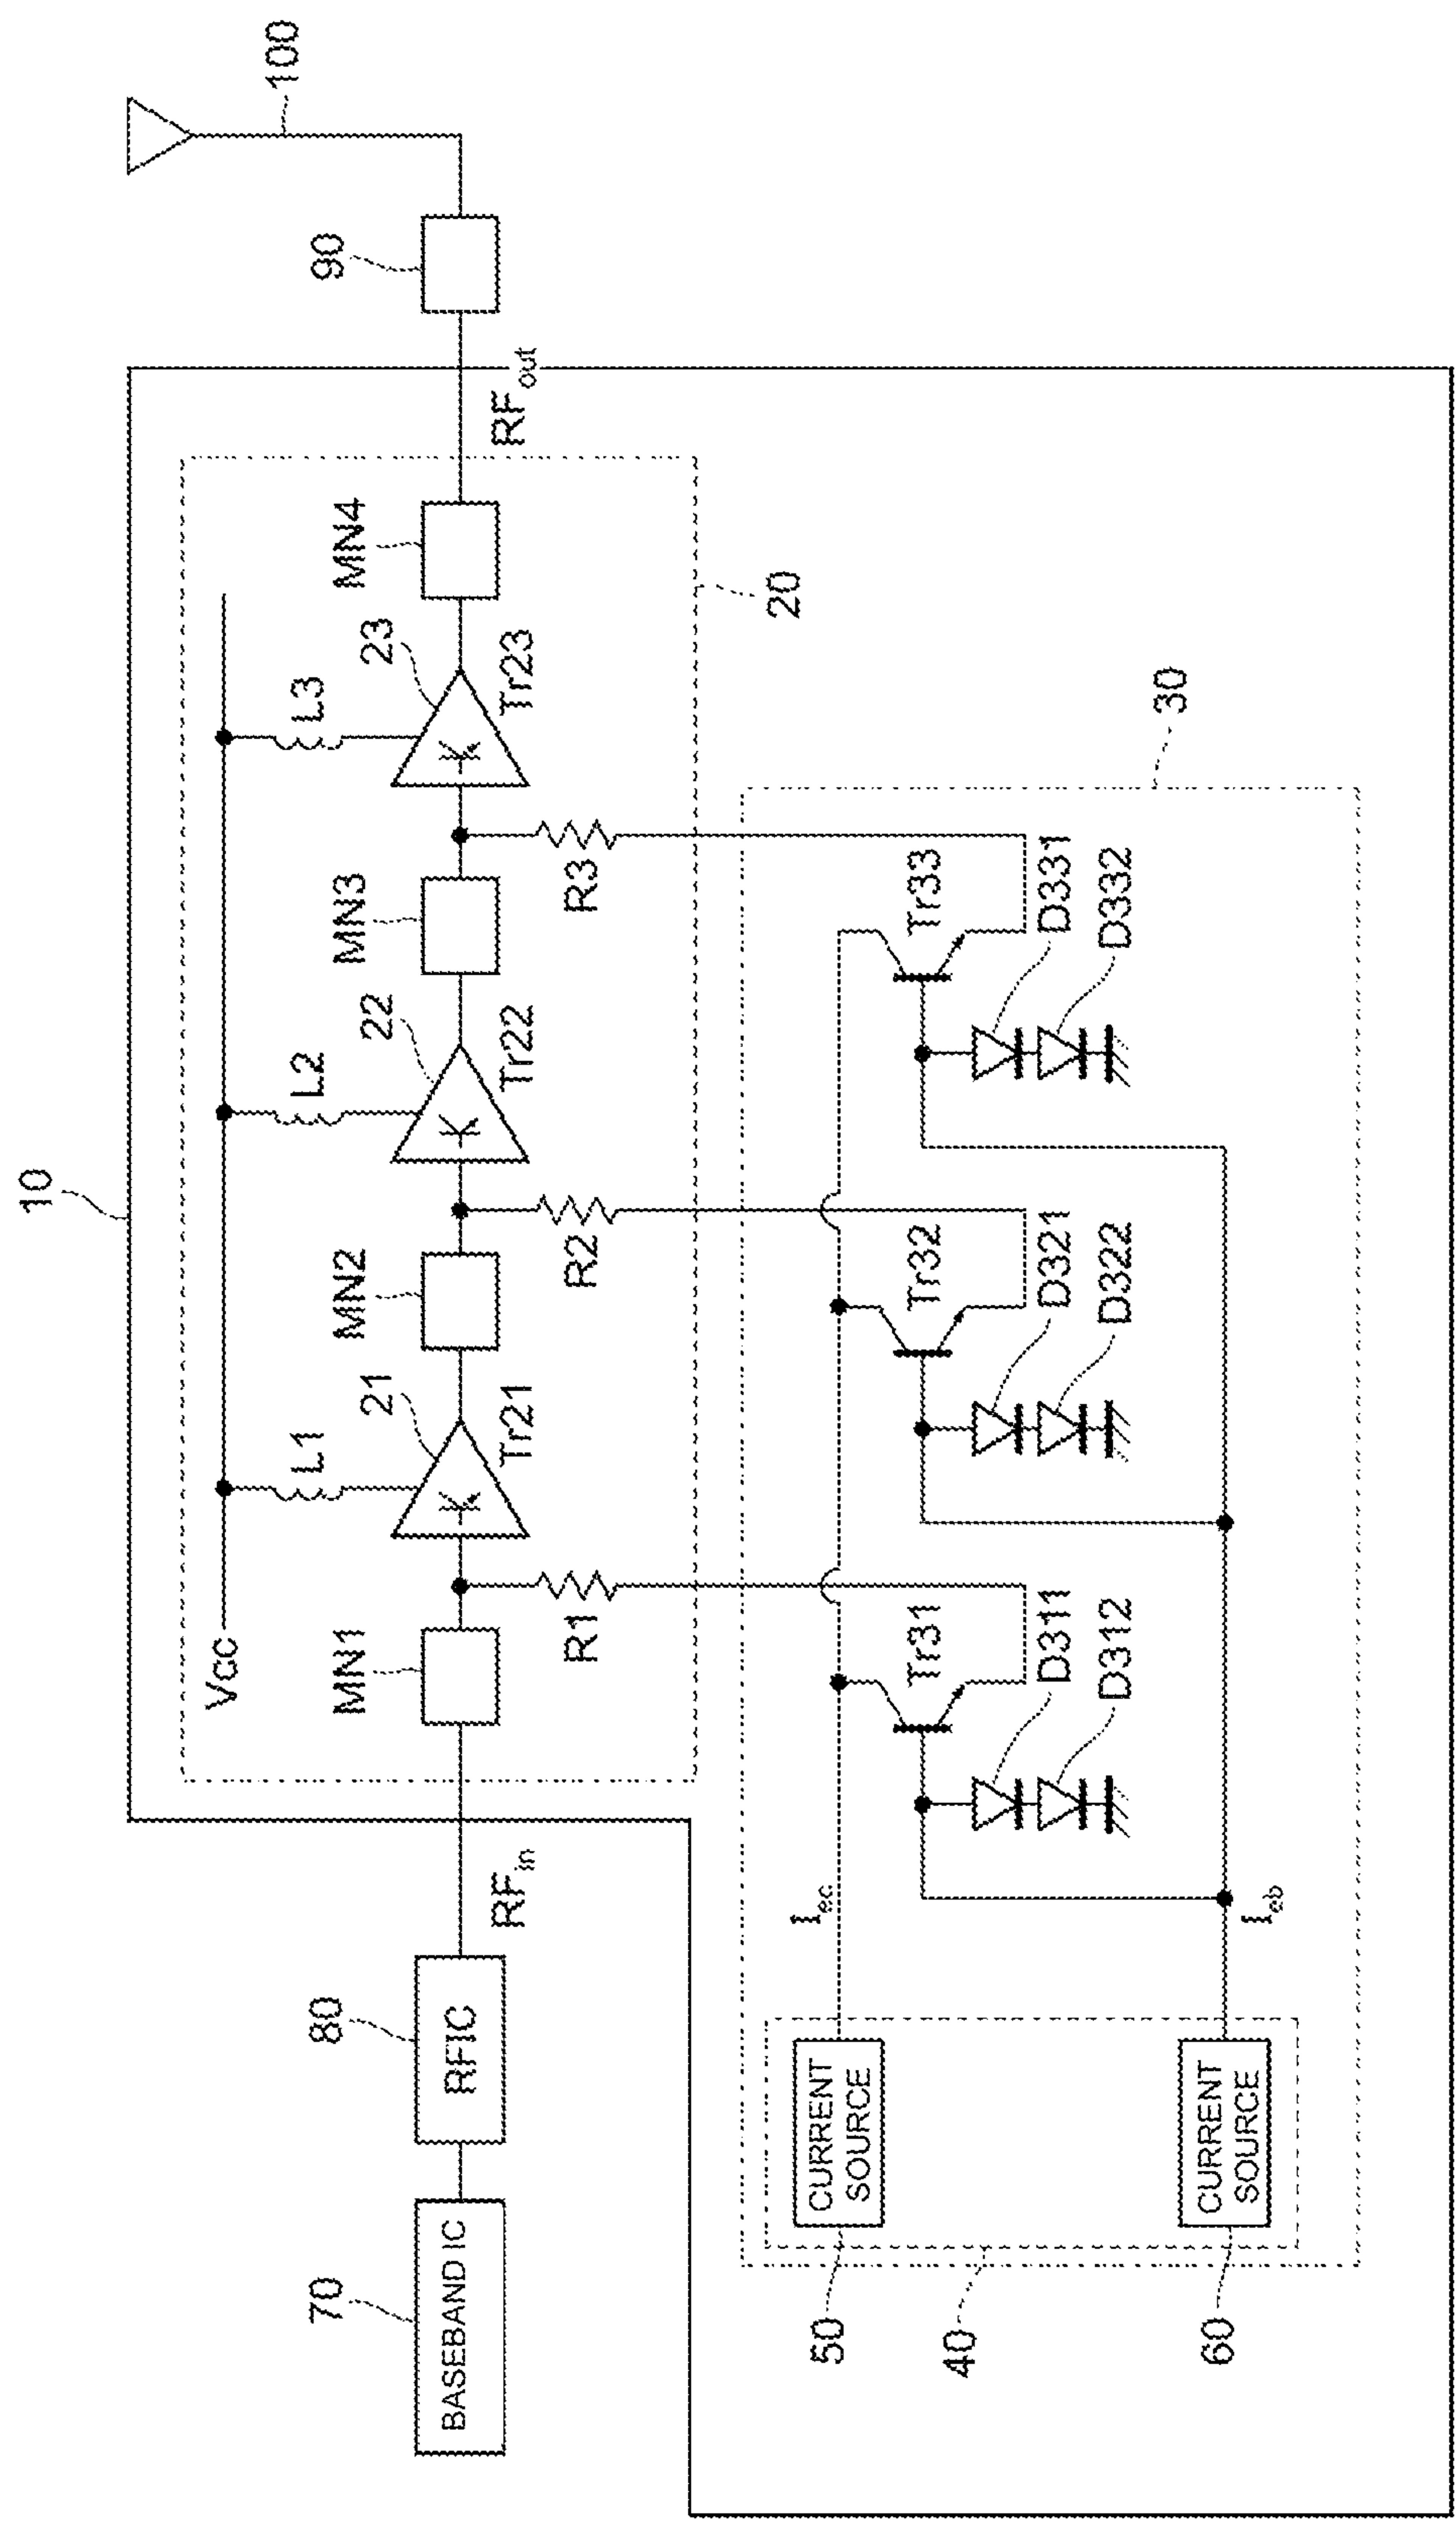 10
70
BASEBAND IC
80
RFIC
RFin
Vcc
MN1
L1
21
Tr21
MN2
L2
22
Tr22
MN3
L3
23
Tr23
MN4
RFout
90
100
R1
R2
R3
20
30
50
CURRENT
SOURCE
Iec
Tr31
D311
D312
Tr32
D321
D322
Tr33
D331
D332
40
60
CURRENT
SOURCE
Ieb